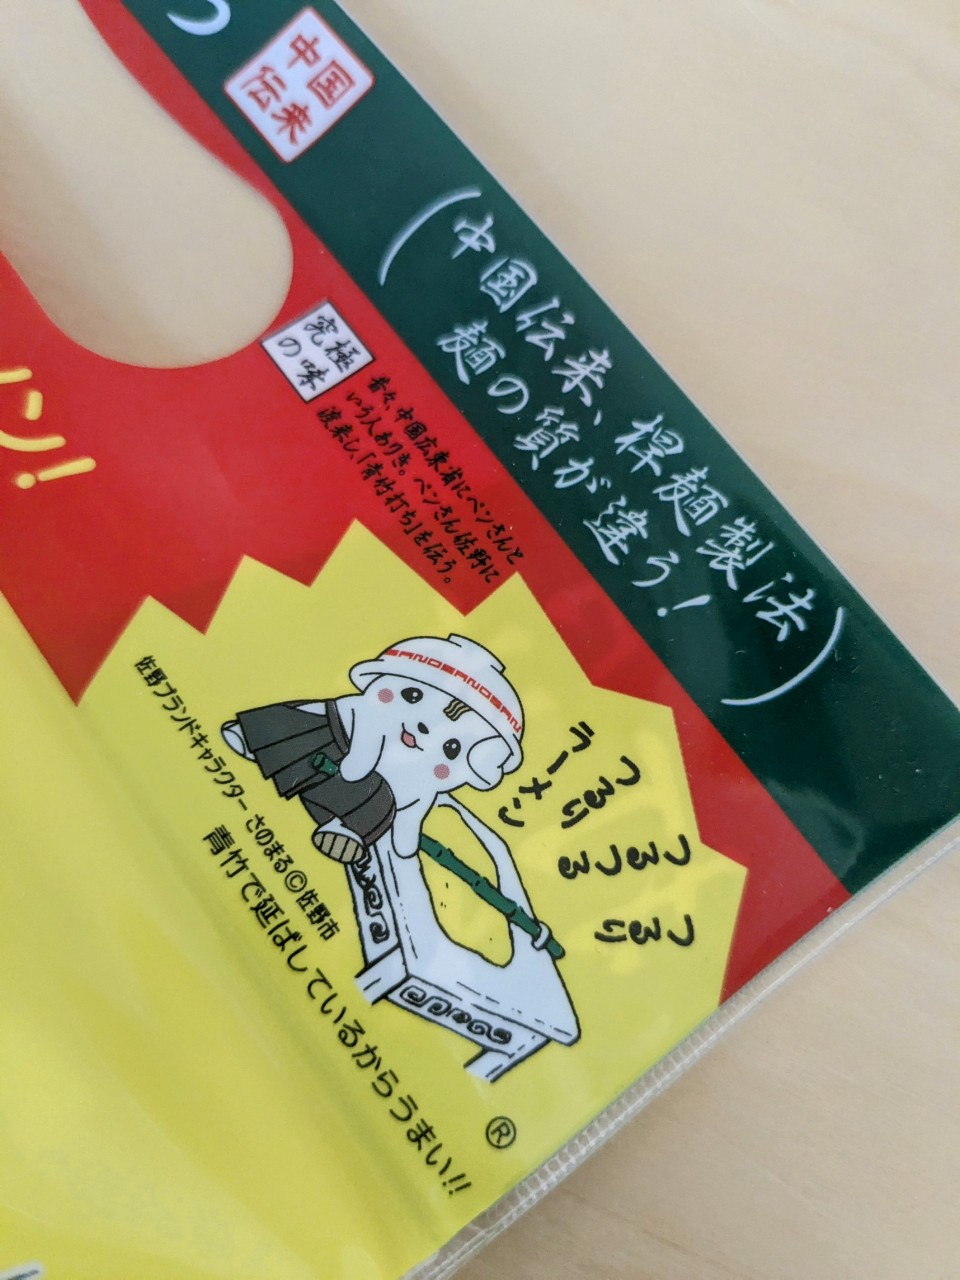 中国
伝来
(中国伝来、桿麺製法
麺の質が違う!)
究極
の味
昔々、中国広東省にペンさんと
いう人ありき。ペンさん佐野に
渡来し、「青竹打ち」を伝う。
ン!
SANOSANOSAN
つるり
ラーメン
つるつる
つるり
佐野ブランドキャラクター さのまる©佐野市
青竹で延ばしているからうまい!!
®